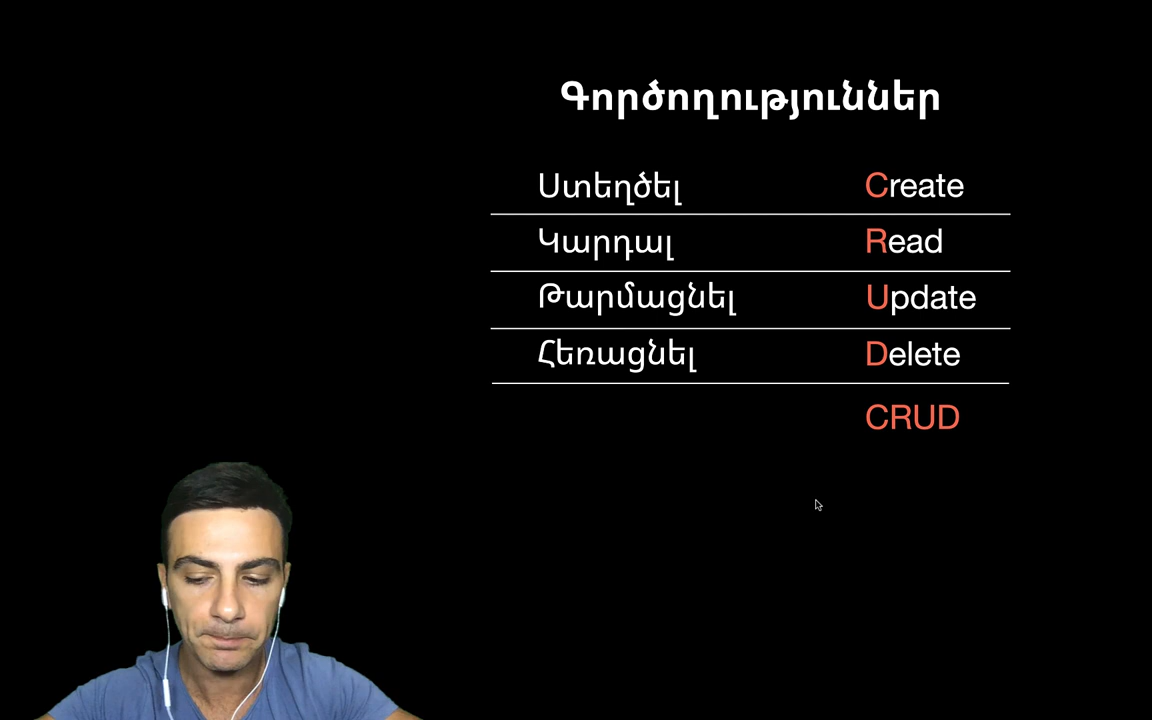 Գործողություններ
Ստեղծել Create
Կարդալ Read
Թարմացնել Update
Հեռացնել Delete
CRUD